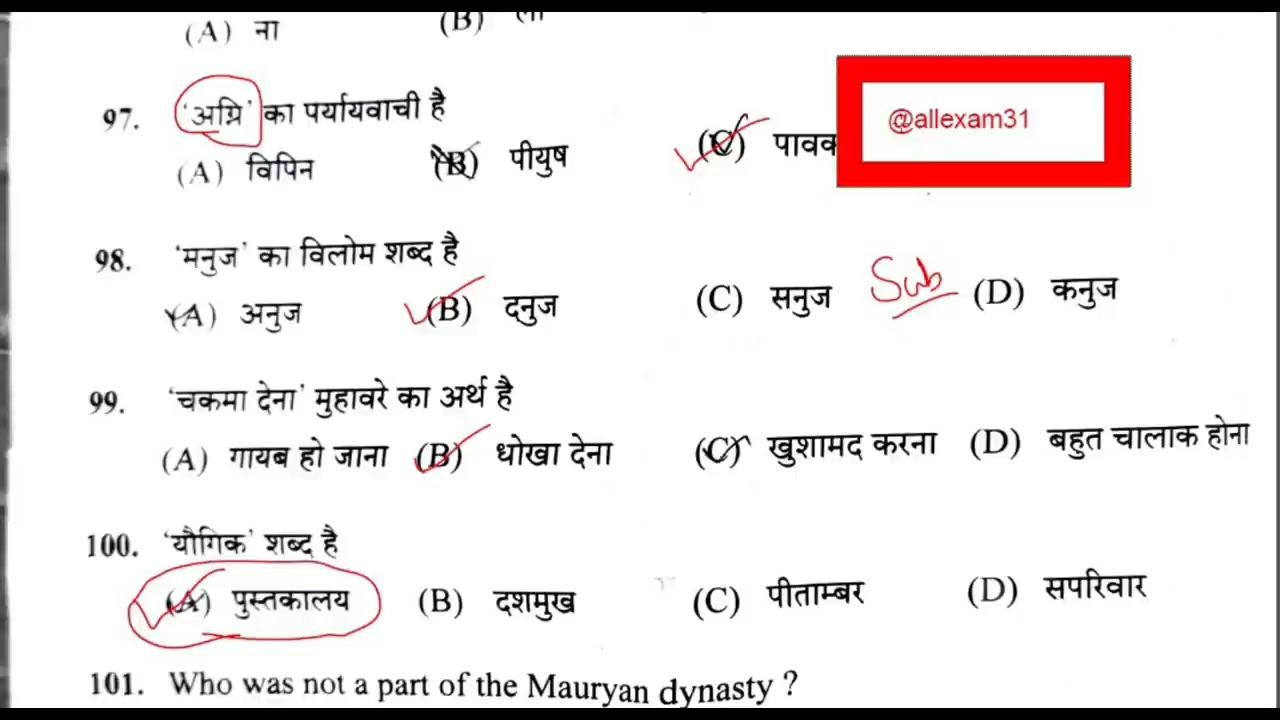 (A) ना (B)
97. 'अग्नि' का पर्यायवाची है
@allexam31
(A) विपिन (B) पीयुष (C) पावक
98. 'मनुज' का विलोम शब्द है
(A) अनुज (B) दनुज (C) सनुज Sub (D) कनुज
99. 'चकमा देना' मुहावरे का अर्थ है
(A) गायब हो जाना (B) धोखा देना (C) खुशामद करना (D) बहुत चालाक होना
100. 'यौगिक' शब्द है
(A) पुस्तकालय (B) दशमुख (C) पीताम्बर (D) सपरिवार
101. Who was not a part of the Mauryan dynasty ?